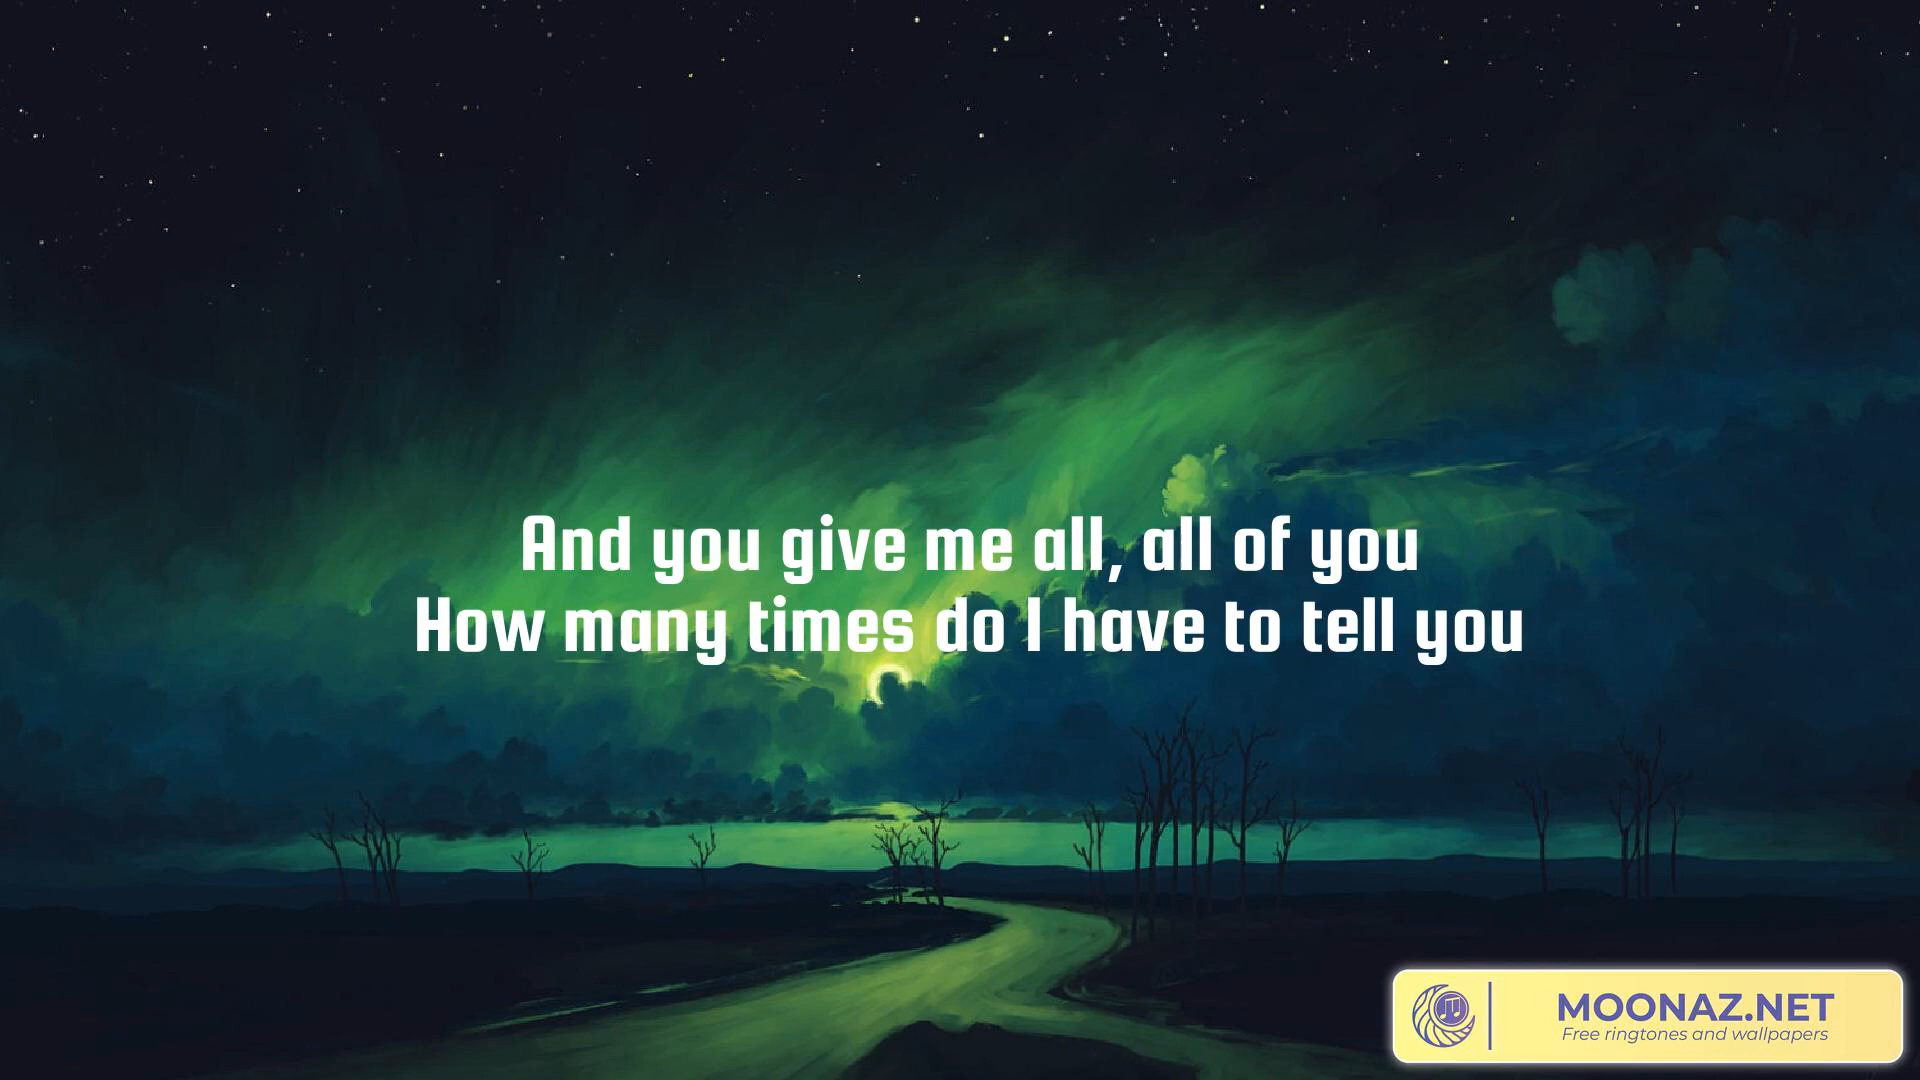 And you give me all, all of you
How many times do I have to tell you
MOONAZ.NET
Free ringtones and wallpapers